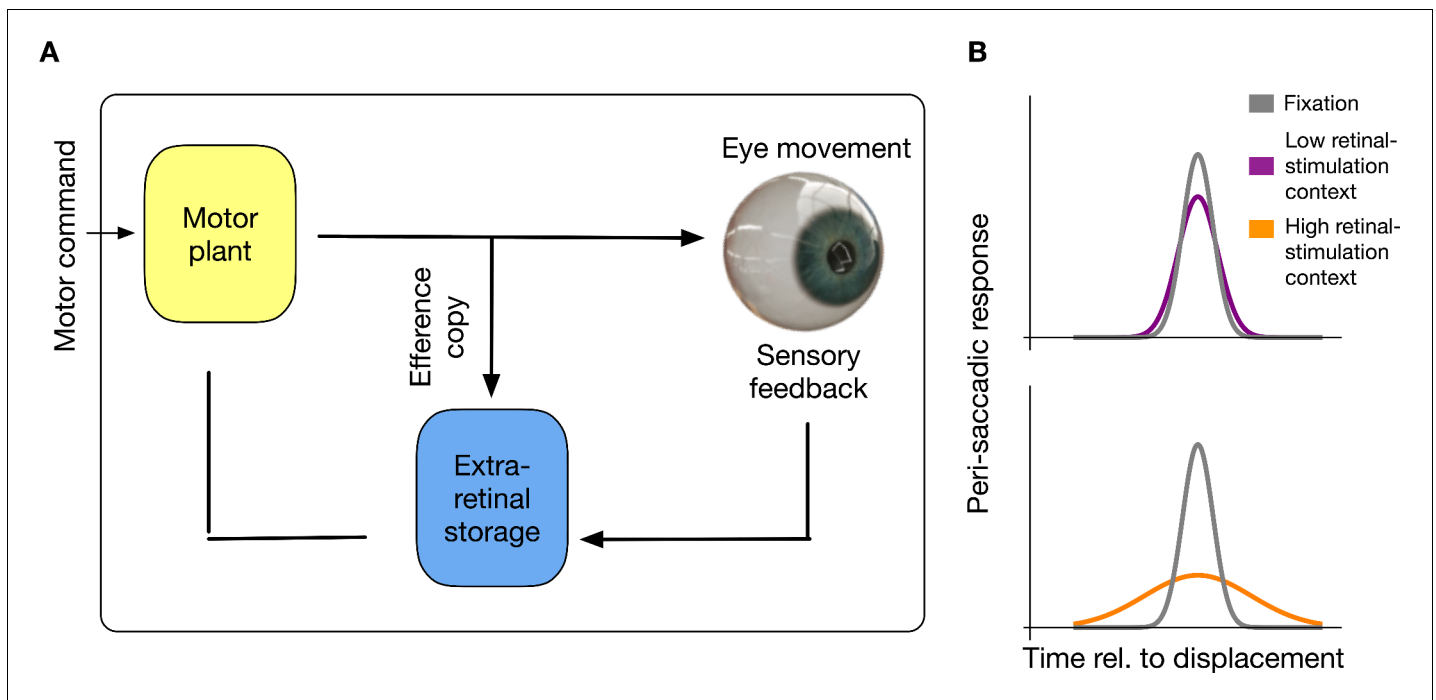 A
Motor command
Motor
plant
Efference
copy
Eye movement
Sensory
feedback
Extra-
retinal
storage
B
Fixation
Low retinal-
stimulation
context
High retinal-
stimulation
context
Peri-saccadic response
Time rel. to displacement